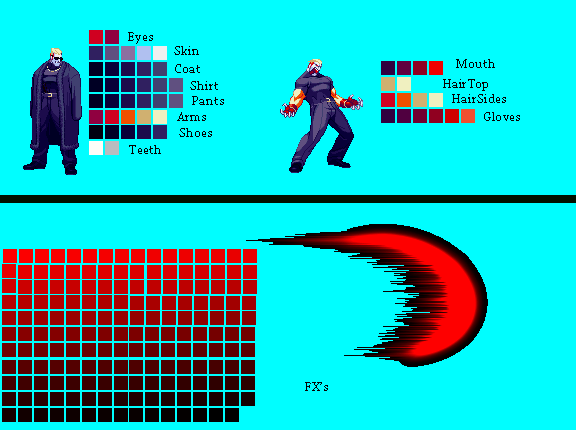 Eyes
Skin
Coat
Shirt
Pants
Arms
Shoes
Teeth
Mouth
HairTop
HairSides
Gloves
FX's